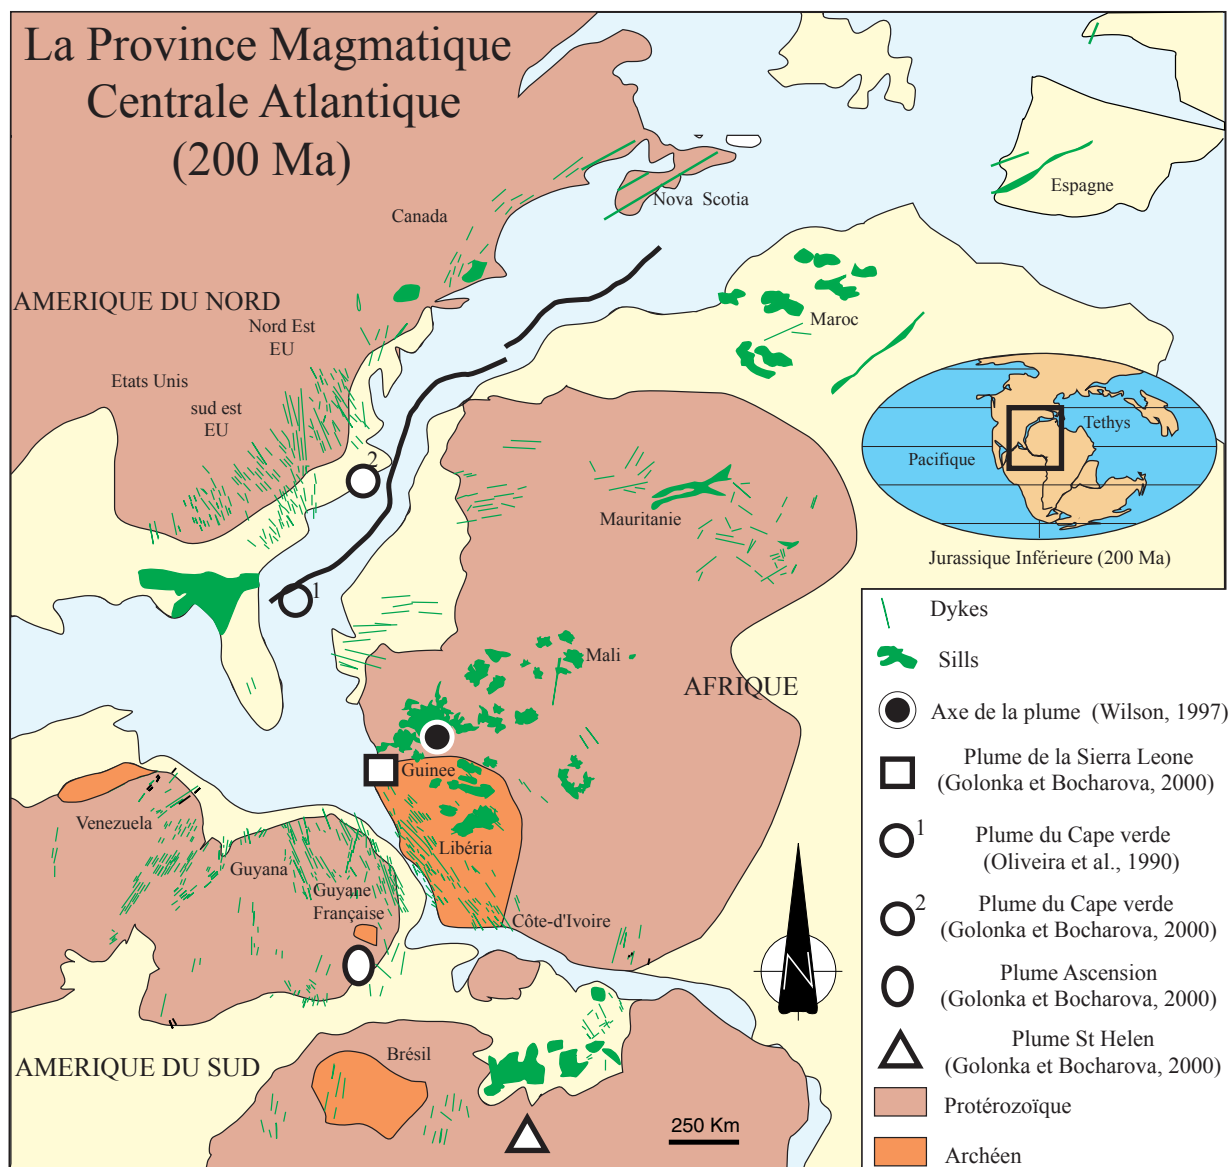 La Province Magmatique
Centrale Atlantique
(200 Ma)
Nova Scotia
Espagne
Canada
AMERIQUE DU NORD
Nord Est
EU
Maroc
Etats Unis
sud est
EU
Tethys
Pacifique
2
Mauritanie
Jurassique Inférieure (200 Ma)
1
Mali
AFRIQUE
Guinee
Venezuela
Libéria
Guyana
Guyane
Française
Côte-d'Ivoire
N
Brésil
AMERIQUE DU SUD
250 Km
Dykes
Sills
Axe de la plume (Wilson, 1997)
Plume de la Sierra Leone
(Golonka et Bocharova, 2000)
1
Plume du Cape verde
(Oliveira et al., 1990)
2
Plume du Cape verde
(Golonka et Bocharova, 2000)
Plume Ascension
(Golonka et Bocharova, 2000)
Plume St Helen
(Golonka et Bocharova, 2000)
Protérozoïque
Archéen